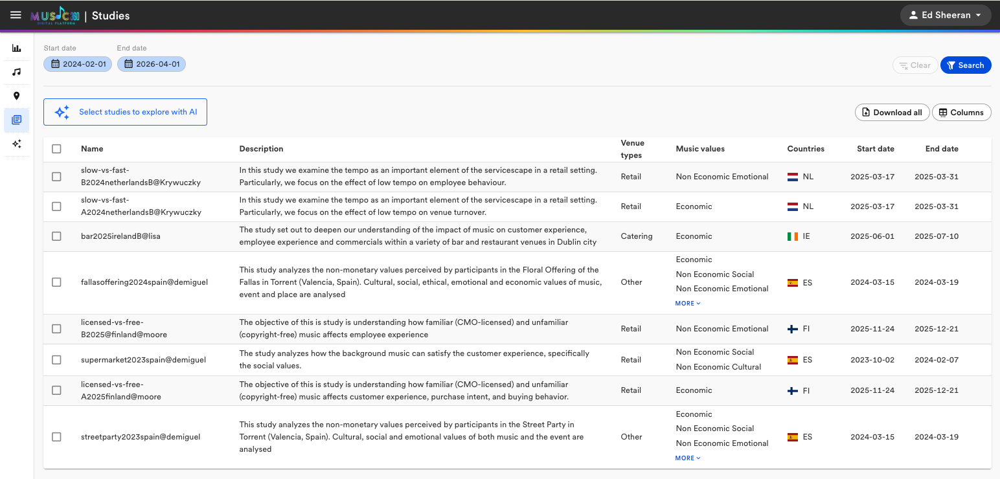 MUSIC360
DIGITAL PLATFORM
| Studies
Ed Sheeran
Start date
End date
2024-02-01
2026-04-01
Clear
Search
Select studies to explore with AI
Download all
Columns
Name
Description
Venue
types
Music values
Countries
Start date
End date
slow-vs-fast-
B2024netherlandsB@Krywuczky
In this study we examine the tempo as an important element of the servicescape in a retail setting.
Particularly, we focus on the effect of low tempo on employee behaviour.
Retail
Non Economic Emotional
NL
2025-03-17
2025-03-31
slow-vs-fast-
A2024netherlandsB@Krywuczky
In this study we examine the tempo as an important element of the servicescape in a retail setting.
Particularly, we focus on the effect of low tempo on venue turnover.
Retail
Economic
NL
2025-03-17
2025-03-31
bar2025irelandB@lisa
The study set out to deepen our understanding of the impact of music on customer experience,
employee experience and commercials within a variety of bar and restaurant venues in Dublin city
Catering
Economic
IE
2025-06-01
2025-07-10
fallasoffering2024spain@demiguel
This study analyzes the non-monetary values perceived by participants in the Floral Offering of the
Fallas in Torrent (Valencia, Spain). Cultural, social, ethical, emotional and economic values of music,
event and place are analysed
Other
Economic
Non Economic Social
Non Economic Emotional
MORE
ES
2024-03-15
2024-03-19
licensed-vs-free-
B2025@finland@moore
The objective of this is study is understanding how familiar (CMO-licensed) and unfamiliar
(copyright-free) music affects employee experience
Retail
Non Economic Emotional
FI
2025-11-24
2025-12-21
supermarket2023spain@demiguel
The study analyzes how the background music can satisfy the customer experience, specifically
the social values.
Retail
Non Economic Social
Non Economic Cultural
ES
2023-10-02
2024-02-07
licensed-vs-free-
A2025finland@moore
The objective of this is study is understanding how familiar (CMO-licensed) and unfamiliar
(copyright-free) music affects customer experience, purchase intent, and buying behavior.
Retail
Economic
FI
2025-11-24
2025-12-21
streetparty2023spain@demiguel
This study analyzes the non-monetary values perceived by participants in the Street Party in
Torrent (Valencia, Spain). Cultural, social and emotional values of both music and the event are
analysed
Other
Economic
Non Economic Social
Non Economic Emotional
MORE
ES
2024-03-15
2024-03-19